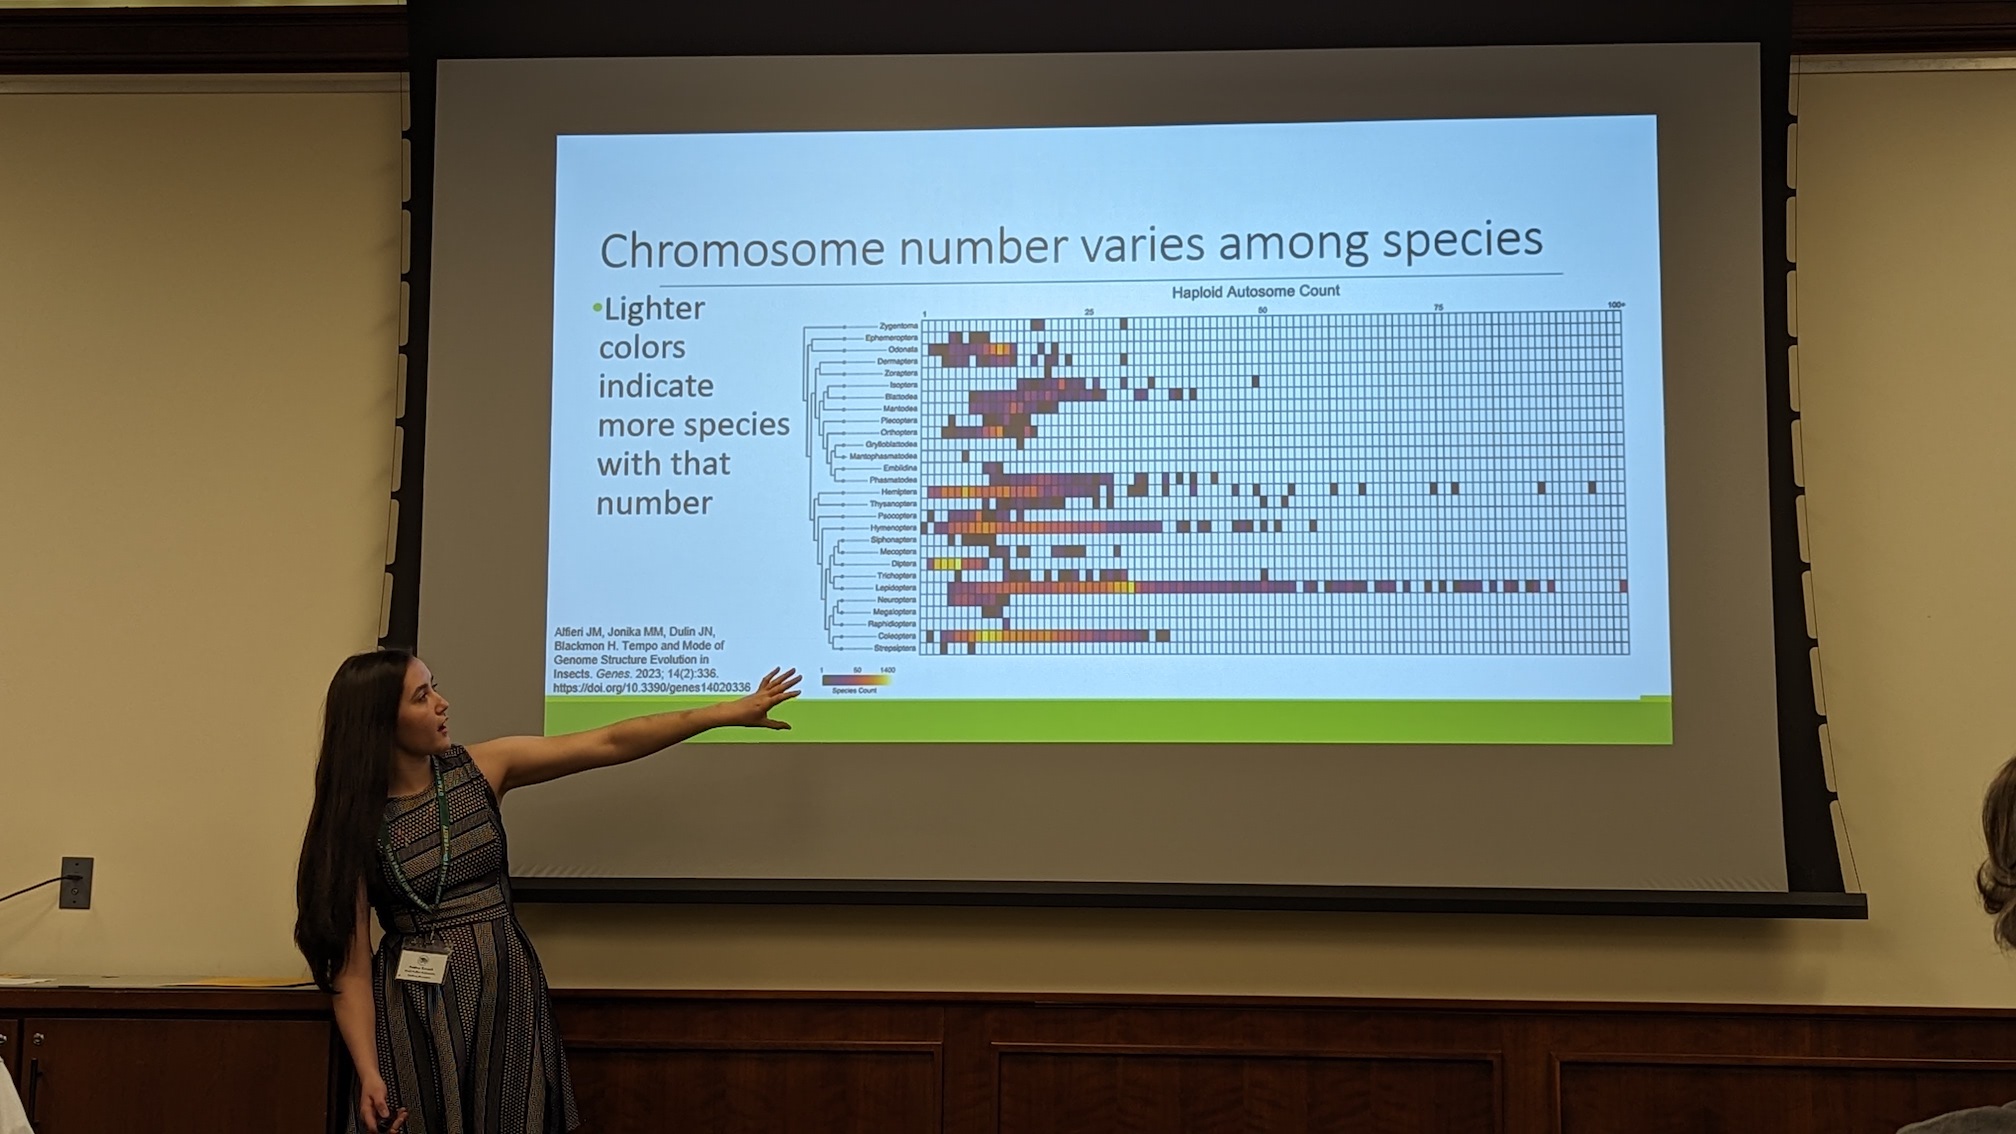 Chromosome number varies among species
•Lighter
colors
indicate
more species
with that
number
Haploid Autosome Count
1 25 50 75 100+
Zygentoma
Ephemeroptera
Odonata
Dermaptera
Zoraptera
Isoptera
Blattodea
Mantodea
Plecoptera
Orthoptera
Grylloblattodea
Mantophasmatodea
Embiidina
Phasmatodea
Hemiptera
Thysanoptera
Psocoptera
Hymenoptera
Siphonaptera
Mecoptera
Diptera
Trichoptera
Lepidoptera
Neuroptera
Megaloptera
Raphidioptera
Coleoptera
Strepsiptera
1 50 1400
Species Count
Alfieri JM, Jonika MM, Dulin JN,
Blackmon H. Tempo and Mode of
Genome Structure Evolution in
Insects. Genes. 2023; 14(2):336.
https://doi.org/10.3390/genes14020336